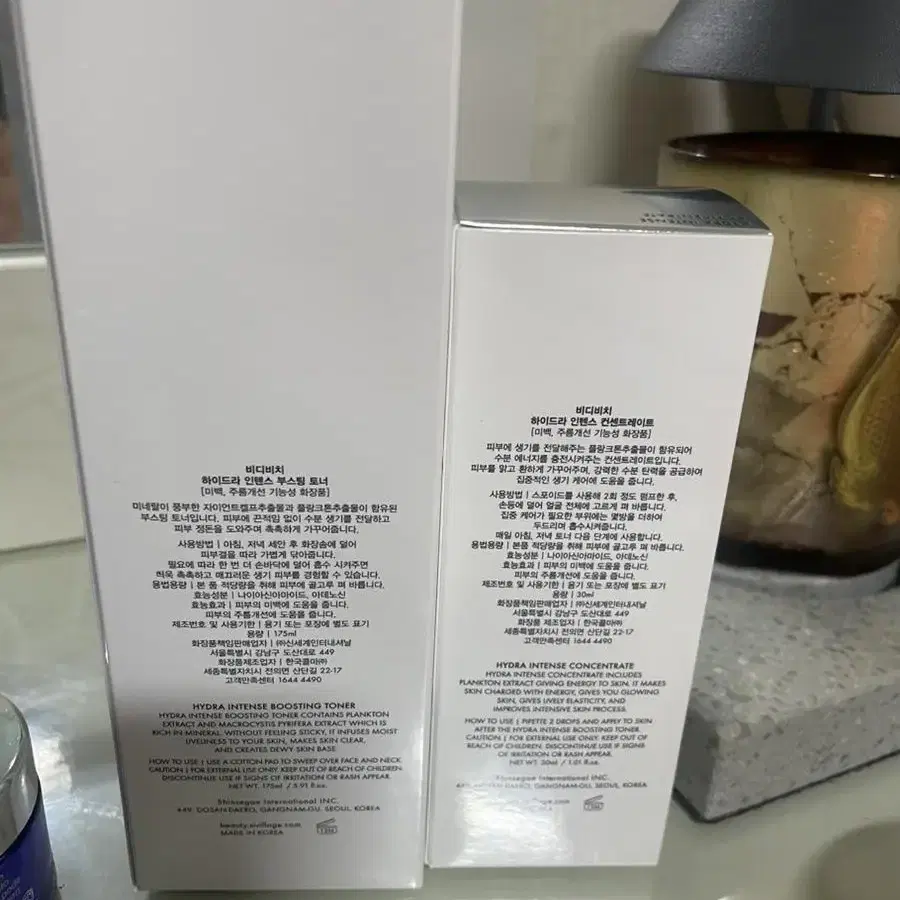 비디비치
하이드라 인텐스 부스팅 토너
[미백, 주름개선 기능성 화장품]
미네랄이 풍부한 자이언트켈프추출물과 플랑크톤추출물이 함유된
부스팅 토너입니다. 피부에 끈적임 없이 수분 생기를 전달하고
피부 정돈을 도와주며 촉촉하게 가꾸어줍니다.
사용방법 | 아침, 저녁 세안 후 화장솜에 덜어
피부결을 따라 가볍게 닦아줍니다.
필요에 따라 한 번 더 손바닥에 덜어 흡수 시켜주면
더욱 촉촉하고 매끄러운 생기 피부를 경험할 수 있습니다.
용법용량 | 본 품 적당량을 취해 피부에 골고루 펴 바릅니다.
효능성분 | 나이아신아마이드, 아데노신
효능효과 | 피부의 미백에 도움을 줍니다.
피부의 주름개선에 도움을 줍니다.
제조번호 및 사용기한 | 용기 또는 포장에 별도 표기
용량 | 175ml
화장품책임판매업자 | ㈜신세계인터내셔날
서울특별시 강남구 도산대로 449
화장품제조업자 | 한국콜마㈜
세종특별자치시 전의면 산단길 22-17
고객만족센터 1644 4490
HYDRA INTENSE BOOSTING TONER
HYDRA INTENSE BOOSTING TONER CONTAINS PLANKTON
EXTRACT AND MACROCYSTIS PYRIFERA EXTRACT WHICH IS
RICH IN MINERAL. WITHOUT FEELING STICKY, IT INFUSES MOIST
LIVELINESS TO YOUR SKIN, MAKES SKIN CLEAR,
AND CREATES DEWY SKIN BASE.
HOW TO USE | USE A COTTON PAD TO SWEEP OVER FACE AND NECK
CAUTION | FOR EXTERNAL USE ONLY. KEEP OUT OF REACH OF CHILDREN.
DISCONTINUE USE IF SIGNS OF IRRITATION OR RASH APPEAR.
NET WT. 175ml / 5.91 fl.oz.
Shinsegae International INC.
449, DOSAN-DAERO, GANGNAM-GU, SEOUL, KOREA
beauty.sivillage.com
MADE IN KOREA
12M
비디비치
하이드라 인텐스 컨센트레이트
[미백, 주름개선 기능성 화장품]
피부에 생기를 전달해주는 플랑크톤추출물이 함유되어
수분 에너지를 충전시켜주는 컨센트레이트입니다.
피부를 맑고 환하게 가꾸어주며, 강력한 수분 탄력을 공급하여
집중적인 생기 케어에 도움을 줍니다.
사용방법 | 스포이드를 사용해 2회 정도 펌프한 후,
손등에 덜어 얼굴 전체에 고르게 펴 바릅니다.
집중 케어가 필요한 부위에는 몇방울 더하여
두드리며 흡수시켜줍니다.
매일 아침, 저녁 토너 다음 단계에 사용합니다.
용법용량 | 본품 적당량을 취해 피부에 골고루 펴 바릅니다.
효능성분 | 나이아신아마이드, 아데노신
효능효과 | 피부의 미백에 도움을 줍니다.
피부의 주름개선에 도움을 줍니다.
제조번호 및 사용기한 | 용기 또는 포장에 별도 표기
용량 | 30ml
화장품책임판매업자 | ㈜신세계인터내셔날
서울특별시 강남구 도산대로 449
화장품 제조업자 | 한국콜마㈜
세종특별자치시 전의면 산단길 22-17
고객만족센터 1644 4490
HYDRA INTENSE CONCENTRATE
HYDRA INTENSE CONCENTRATE INCLUDES
PLANKTON EXTRACT GIVING ENERGY TO SKIN. IT MAKES
SKIN CHARGED WITH ENERGY, GIVES YOU GLOWING
SKIN, GIVES LIVELY ELASTICITY, AND
IMPROVES INTENSIVE SKIN PROCESS.
HOW TO USE | PIPETTE 2 DROPS AND APPLY TO SKIN
AFTER THE HYDRA INTENSE BOOSTING TONER.
CAUTION | FOR EXTERNAL USE ONLY. KEEP OUT OF
REACH OF CHILDREN. DISCONTINUE USE IF SIGNS
OF IRRITATION OR RASH APPEAR.
NET WT. 30ml / 1.01 fl.oz.
Shinsegae International INC.
DAERO, GANGNAM-GU, SEOUL, KOREA
sivillage.com
12M